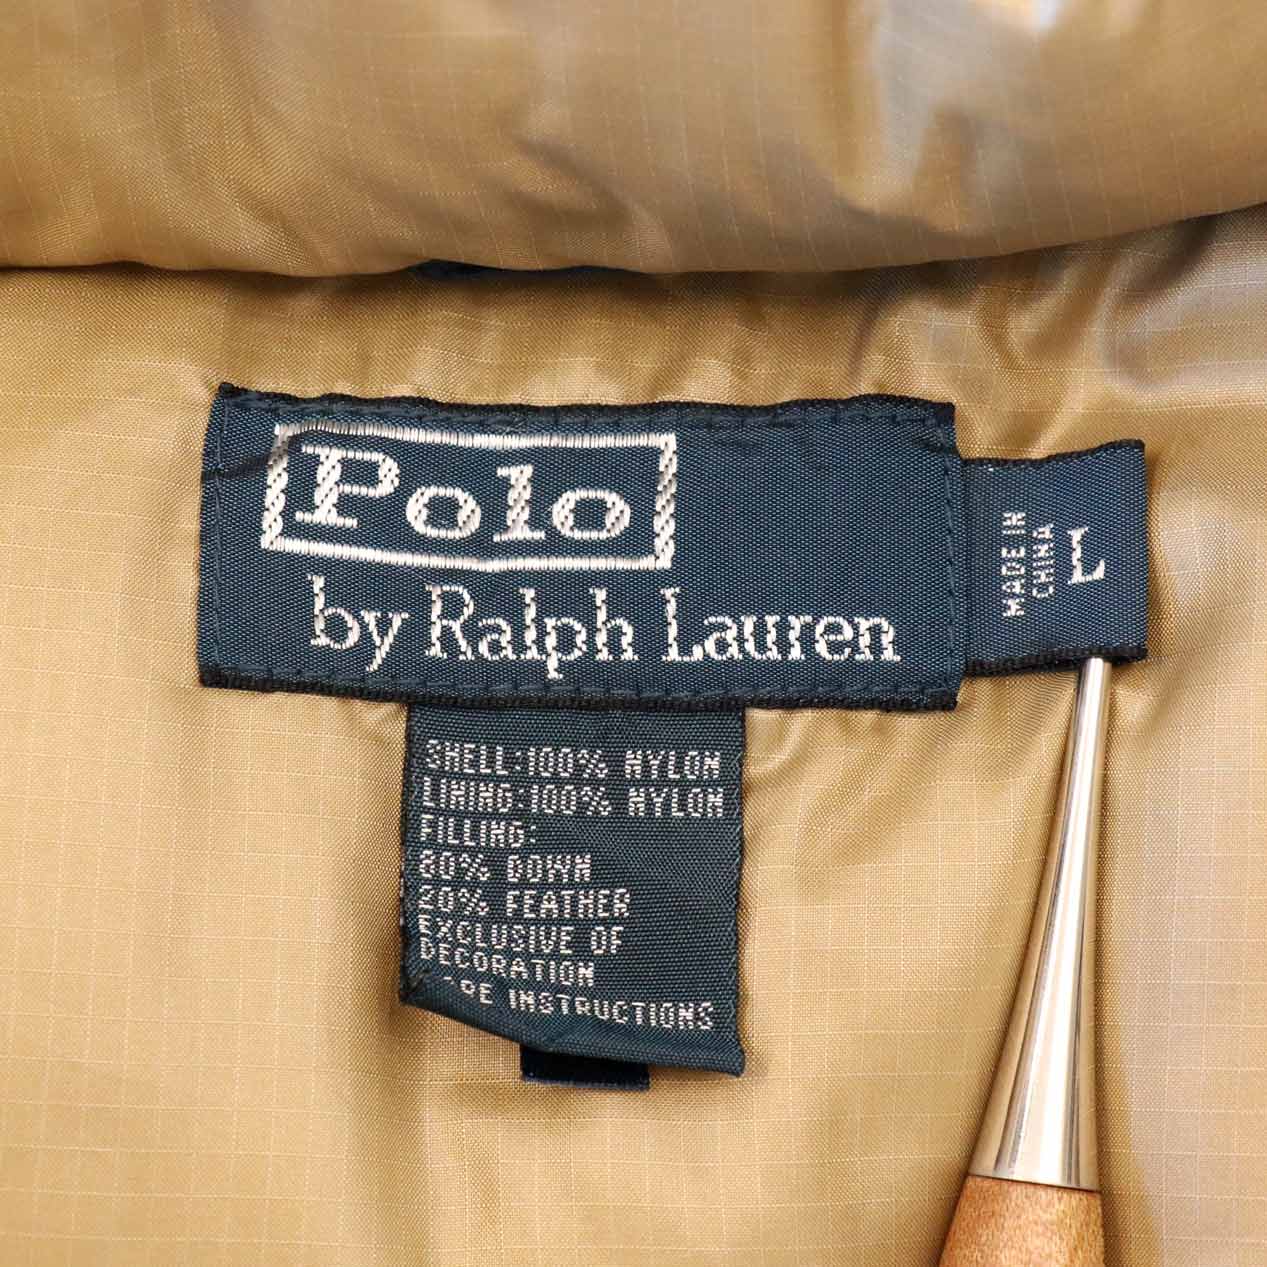 Polo
by Ralph Lauren
MADE IN
CHINA
L
SHELL:100% NYLON
LINING:100% NYLON
FILLING:
80% DOWN
20% FEATHER
EXCLUSIVE OF
DECORATION
INSTRUCTIONS